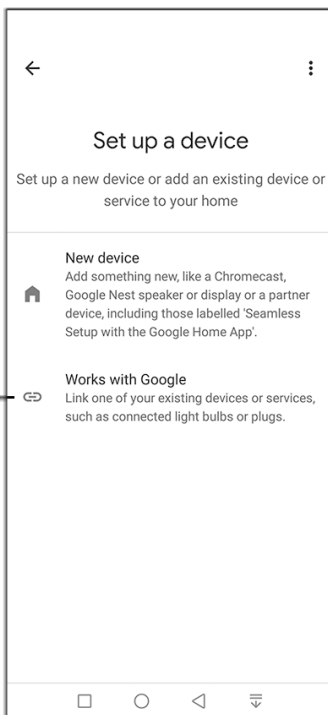 Set up a device
Set up a new device or add an existing device or
service to your home
New device
Add something new, like a Chromecast,
Google Nest speaker or display or a partner
device, including those labelled 'Seamless
Setup with the Google Home App'.
Works with Google
Link one of your existing devices or services,
such as connected light bulbs or plugs.